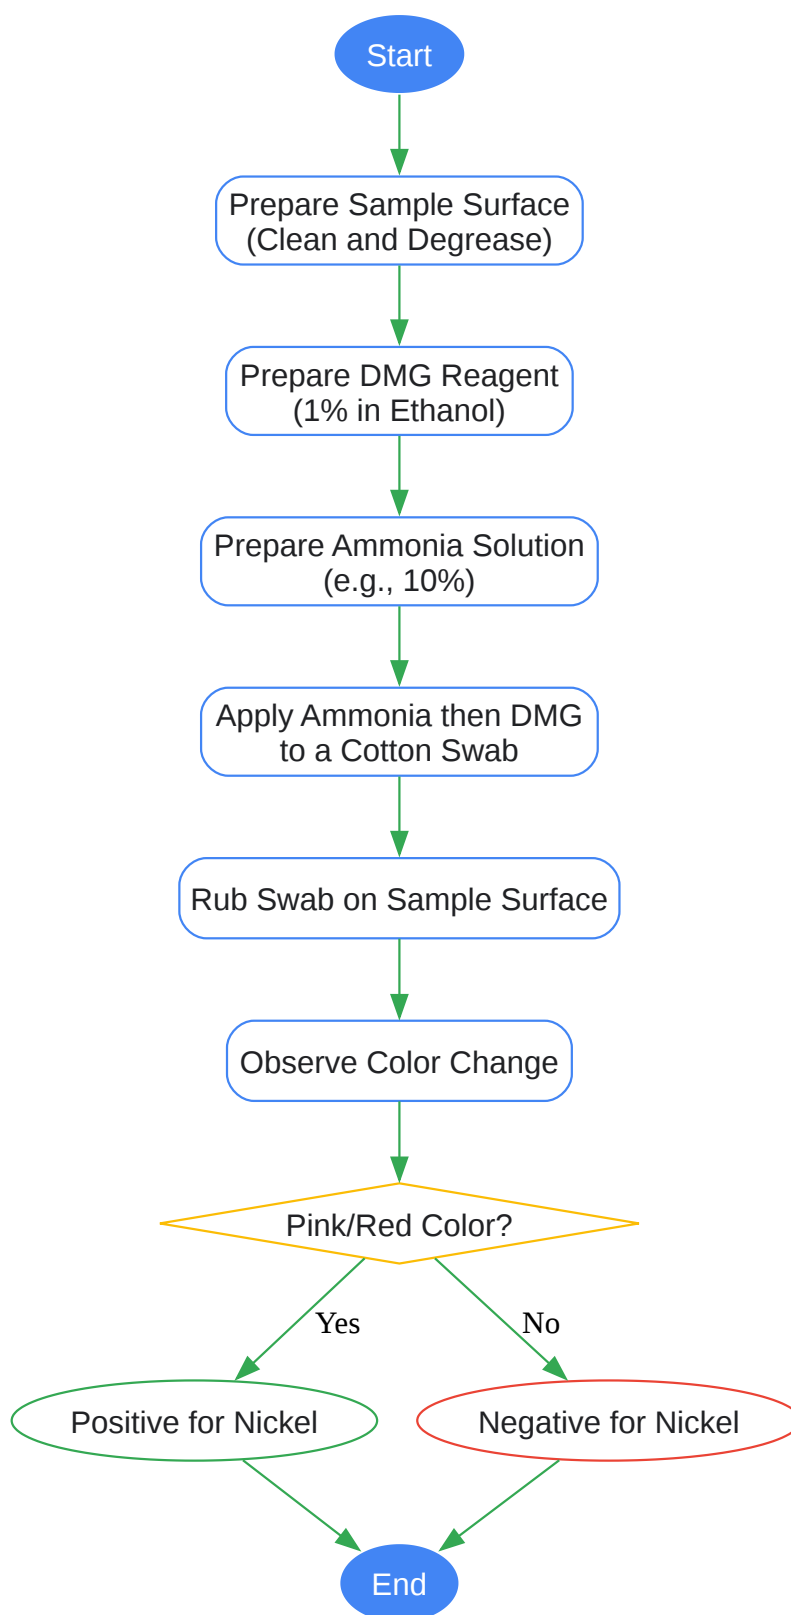 Start
Prepare Sample Surface
(Clean and Degrease)
Prepare DMG Reagent
(1% in Ethanol)
Prepare Ammonia Solution
(e.g., 10%)
Apply Ammonia then DMG
to a Cotton Swab
Rub Swab on Sample Surface
Observe Color Change
Pink/Red Color?
Yes
No
Positive for Nickel
Negative for Nickel
End